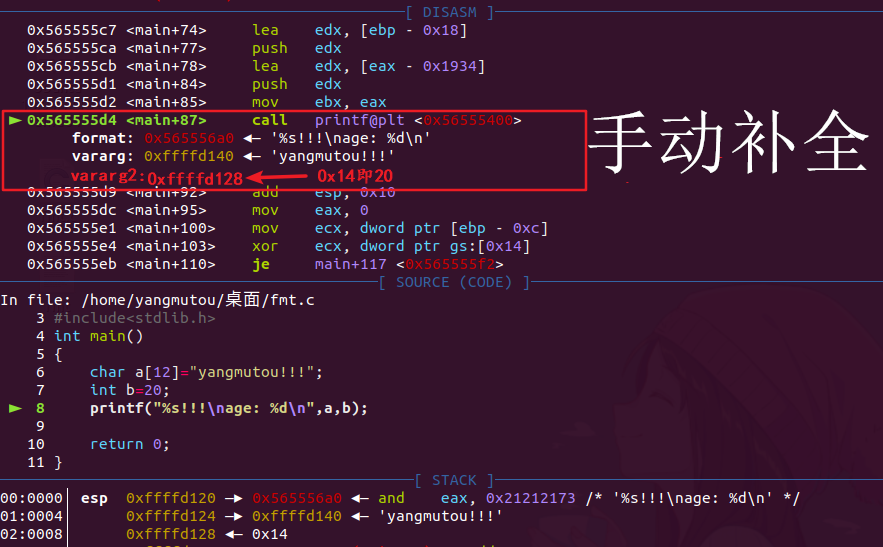 [ DISASM ]
0x565555c7 <main+74> lea edx, [ebp - 0x18]
0x565555ca <main+77> push edx
0x565555cb <main+78> lea edx, [eax - 0x1934]
0x565555d1 <main+84> push edx
0x565555d2 <main+85> mov ebx, eax
► 0x565555d4 <main+87> call printf@plt <0x56555400>
format: 0x565556a0 ◂— '%s!!!\nage: %d\n'
vararg: 0xffffd140 ◂— 'yangmutou!!!'
vararg2:0xffffd128 0x14即20
手动补全
0x565555d9 <main+92> add esp, 0x10
0x565555dc <main+95> mov eax, 0
0x565555e1 <main+100> mov ecx, dword ptr [ebp - 0xc]
0x565555e4 <main+103> xor ecx, dword ptr gs:[0x14]
0x565555eb <main+110> je main+117 <0x565555f2>
[ SOURCE (CODE) ]
In file: /home/yangmutou/桌面/fmt.c
3 #include<stdlib.h>
4 int main()
5 {
6 char a[12]="yangmutou!!!";
7 int b=20;
► 8 printf("%s!!!\nage: %d\n",a,b);
9
10 return 0;
11 }
[ STACK ]
00:0000│ esp 0xffffd120 —▸ 0x565556a0 ◂— and eax, 0x21212173 /* '%s!!!\nage: %d\n' */
01:0004│ 0xffffd124 —▸ 0xffffd140 ◂— 'yangmutou!!!'
02:0008│ 0xffffd128 ◂— 0x14